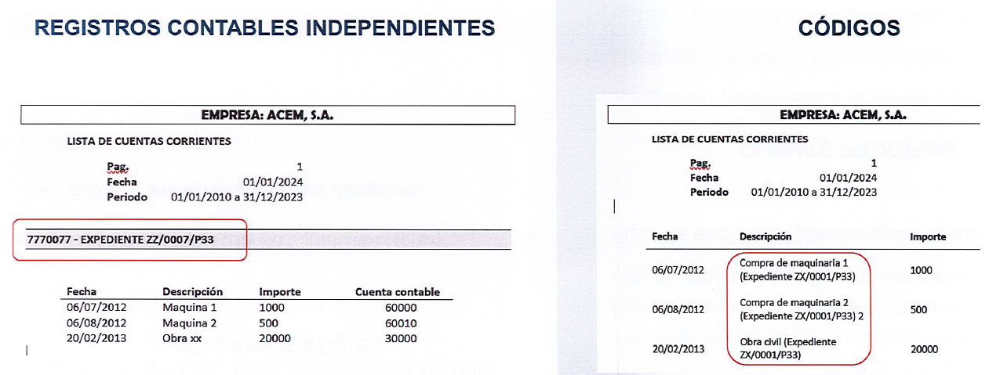 REGISTROS CONTABLES INDEPENDIENTES
EMPRESA: ACEM, S.A.
LISTA DE CUENTAS CORRIENTES
Pag. 1
Fecha 01/01/2024
Periodo 01/01/2010 a 31/12/2023
7770077 - EXPEDIENTE ZZ/0007/P33
Fecha Descripción Importe Cuenta contable
06/07/2012 Maquina 1 1000 60000
06/08/2012 Maquina 2 500 60010
20/02/2013 Obra xx 20000 30000
CÓDIGOS
EMPRESA: ACEM, S.A.
LISTA DE CUENTAS CORRIENTES
Pag. 1
Fecha 01/01/2024
Periodo 01/01/2010 a 31/12/2023
Fecha Descripción Importe
Compra de maquinaria 1
06/07/2012 1000
(Expediente ZX/0001/P33)
Compra de maquinaria 2
06/08/2012 500
(Expediente ZX/0001/P33) 2
Obra civil (Expediente
20/02/2013 20000
ZX/0001/P33)